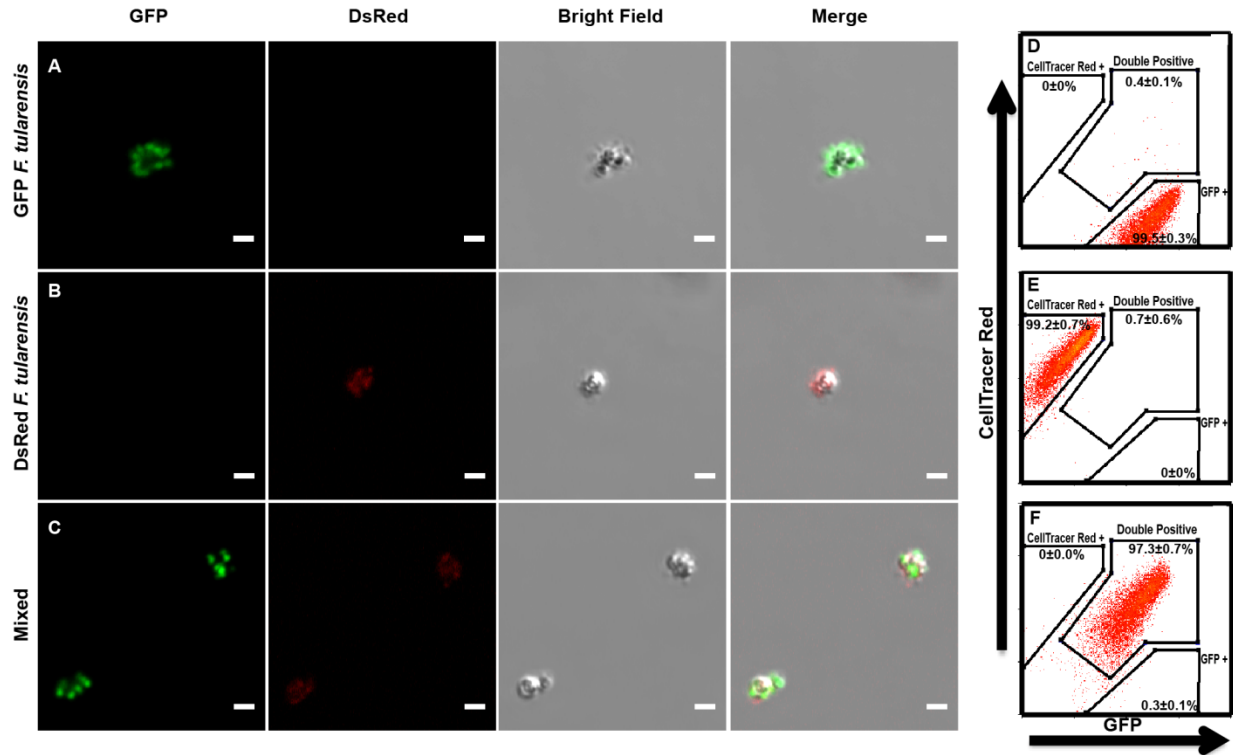 GFP
DsRed
Bright Field
Merge
GFP F. tularensis
A
DsRed F. tularensis
B
Mixed
C
CellTracer Red
D
CellTracer Red +
Double Positive
0±0%
0.4±0.1%
GFP +
99.5±0.3%
E
CellTracer Red +
Double Positive
99.2±0.7%
0.7±0.6%
GFP +
0±0%
F
CellTracer Red +
Double Positive
0±0.0%
97.3±0.7%
GFP +
0.3±0.1%
GFP